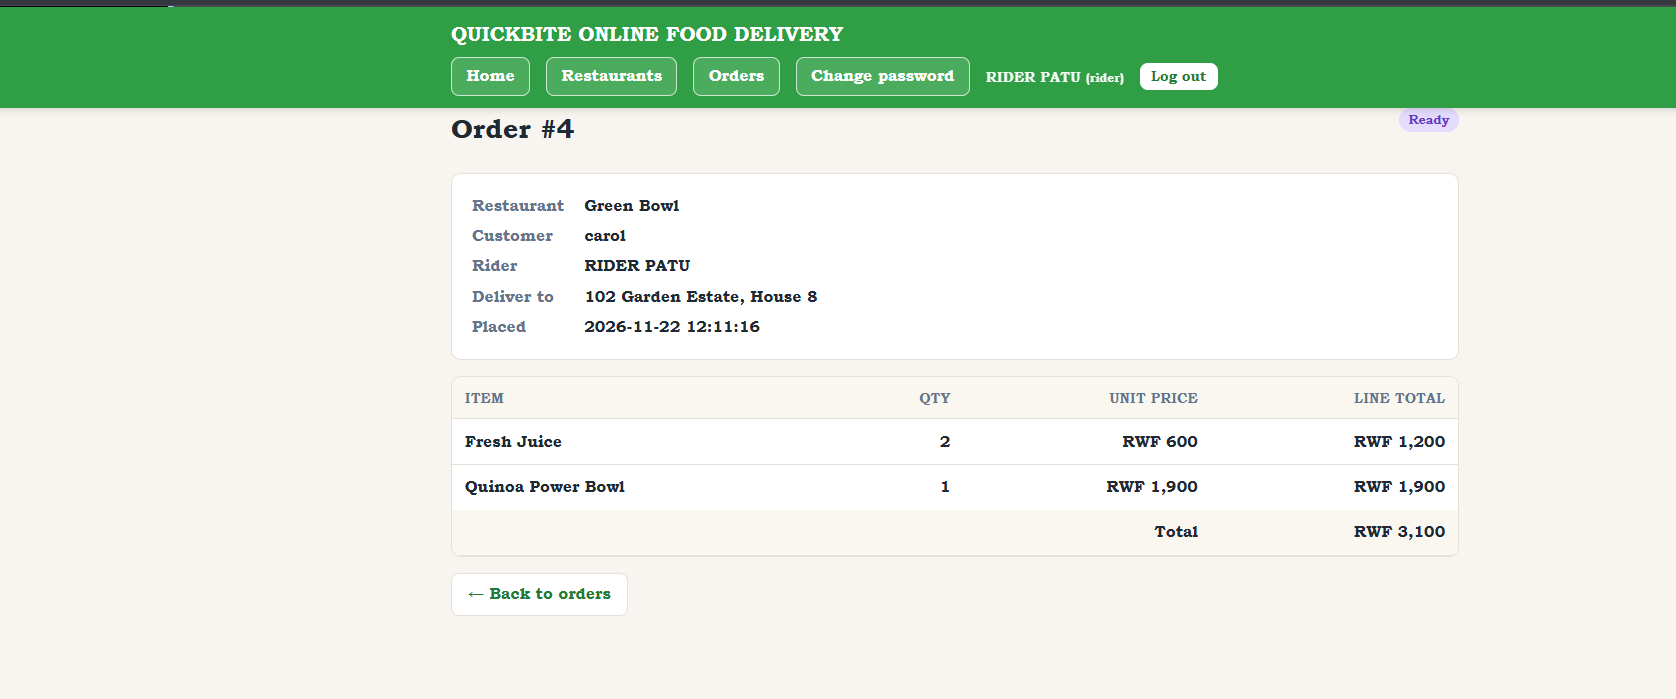 QUICKBITE ONLINE FOOD DELIVERY
Home Restaurants Orders Change password RIDER PATU (rider) Log out
Order #4 Ready
Restaurant Green Bowl
Customer carol
Rider RIDER PATU
Deliver to 102 Garden Estate, House 8
Placed 2026-11-22 12:11:16
ITEM QTY UNIT PRICE LINE TOTAL
Fresh Juice 2 RWF 600 RWF 1,200
Quinoa Power Bowl 1 RWF 1,900 RWF 1,900
Total RWF 3,100
← Back to orders